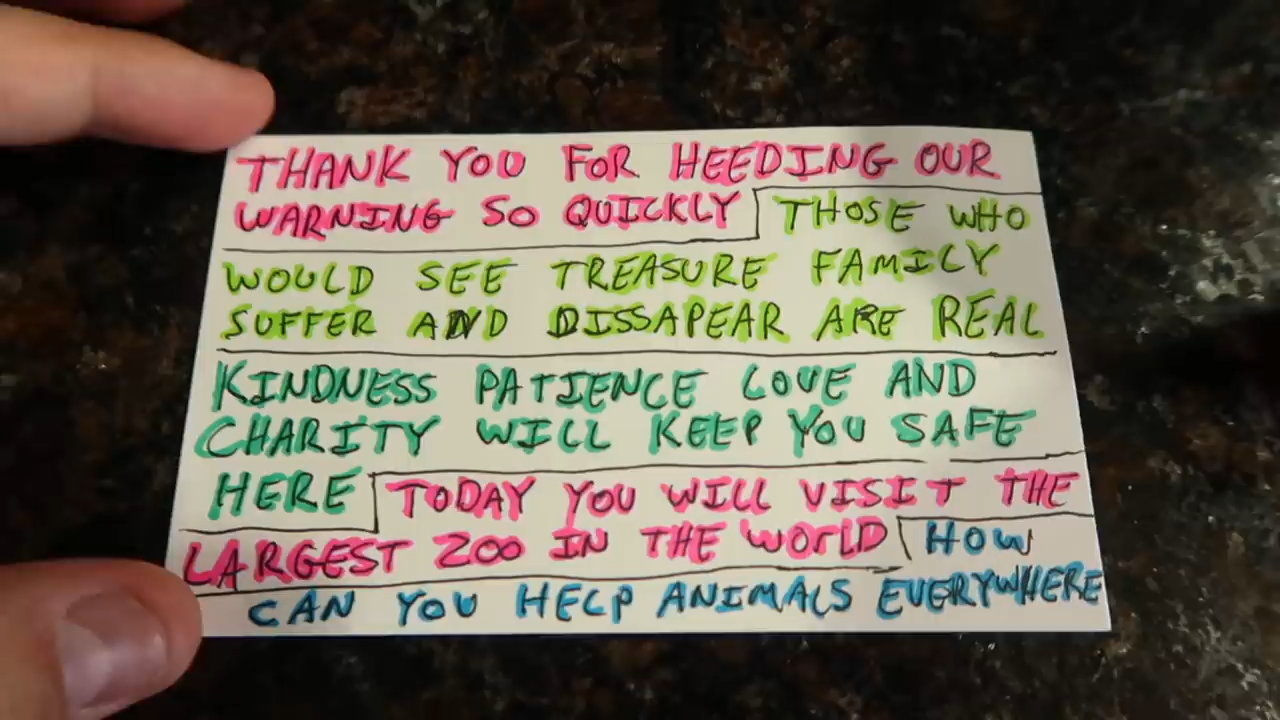 THANK YOU FOR HEEDING OUR
WARNING SO QUICKLY THOSE WHO
WOULD SEE TREASURE FAMILY
SUFFER AND DISSAPEAR ARE REAL
KINDNESS PATIENCE LOVE AND
CHARITY WILL KEEP YOU SAFE
HERE TODAY YOU WILL VISIT THE
LARGEST ZOO IN THE WORLD HOW
CAN YOU HELP ANIMALS EVERYWHERE